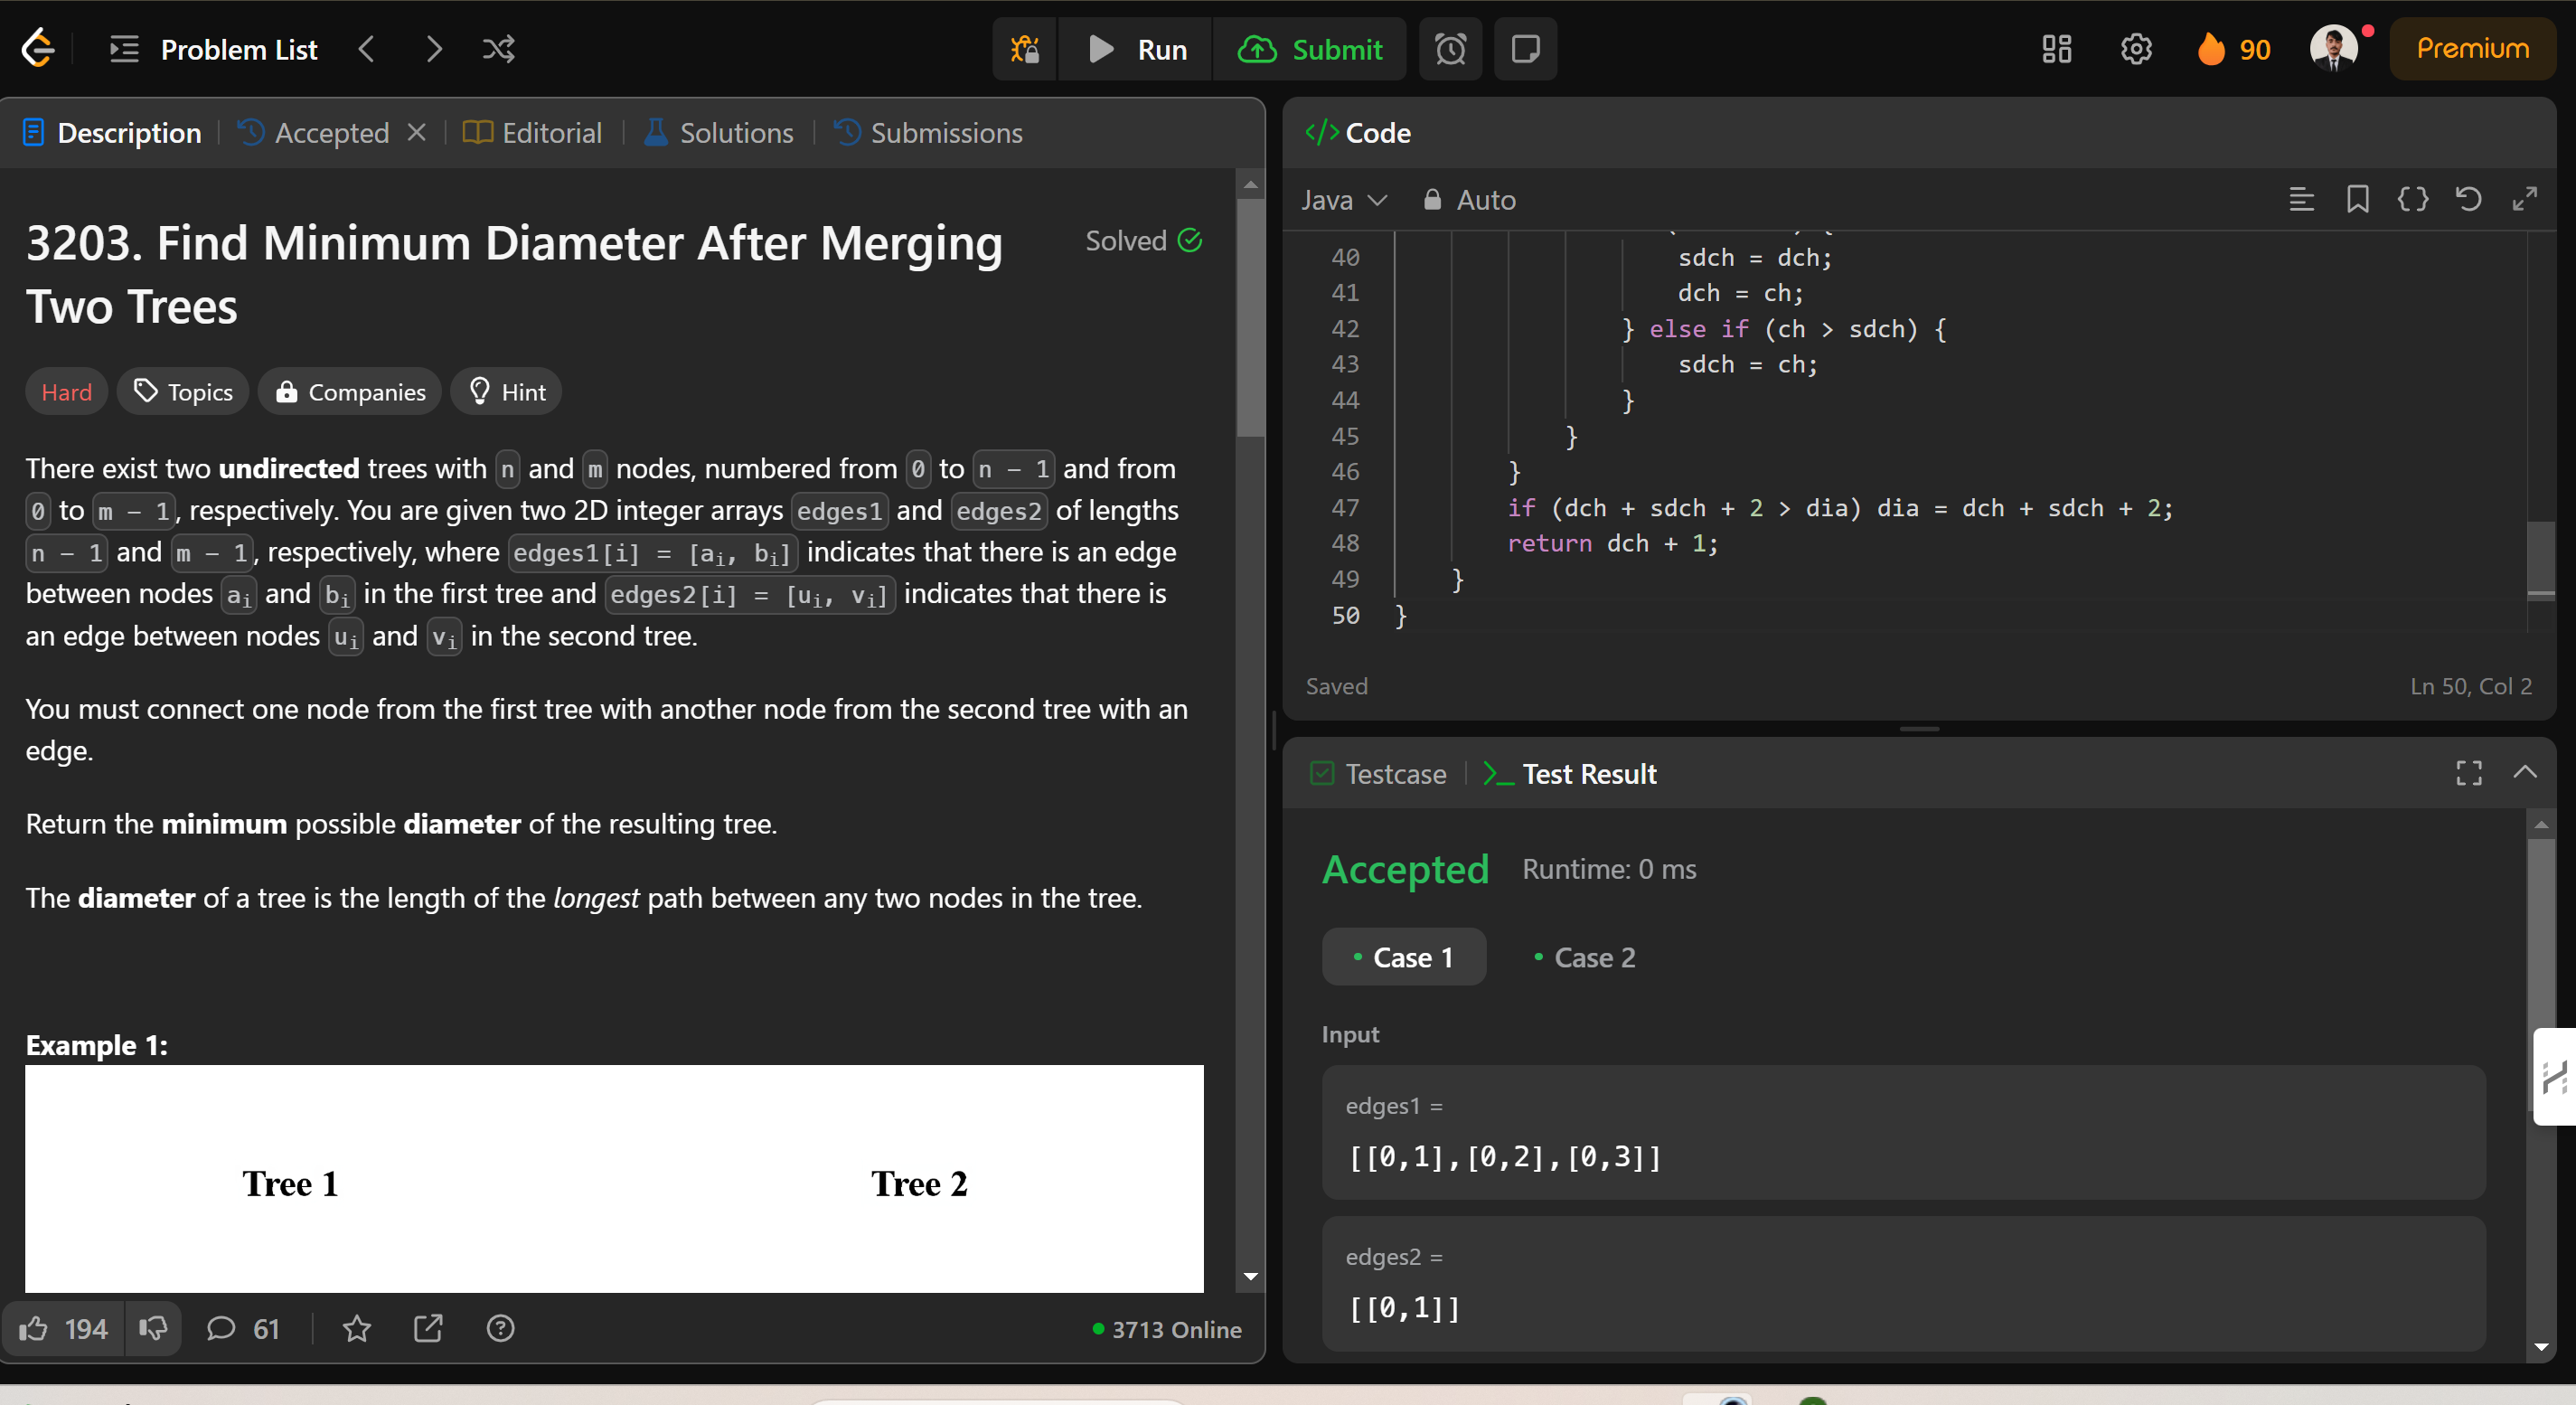 Problem List
Run
Submit
90
Premium
Description
Accepted
Editorial
Solutions
Submissions
3203. Find Minimum Diameter After Merging
Two Trees
Solved
Hard
Topics
Companies
Hint
There exist two undirected trees with n and m nodes, numbered from 0 to n - 1 and from
0 to m - 1, respectively. You are given two 2D integer arrays edges1 and edges2 of lengths
n - 1 and m - 1, respectively, where edges1[i] = [ai, bi] indicates that there is an edge
between nodes ai and bi in the first tree and edges2[i] = [ui, vi] indicates that there is
an edge between nodes ui and vi in the second tree.
You must connect one node from the first tree with another node from the second tree with an
edge.
Return the minimum possible diameter of the resulting tree.
The diameter of a tree is the length of the longest path between any two nodes in the tree.
Example 1:
Tree 1
Tree 2
194
61
3713 Online
</> Code
Java
Auto
40 sdch = dch;
41 dch = ch;
42 } else if (ch > sdch) {
43 sdch = ch;
44 }
45 }
46 }
47 if (dch + sdch + 2 > dia) dia = dch + sdch + 2;
48 return dch + 1;
49 }
50 }
Saved
Ln 50, Col 2
Testcase
Test Result
Accepted
Runtime: 0 ms
Case 1
Case 2
Input
edges1 =
[[0,1],[0,2],[0,3]]
edges2 =
[[0,1]]